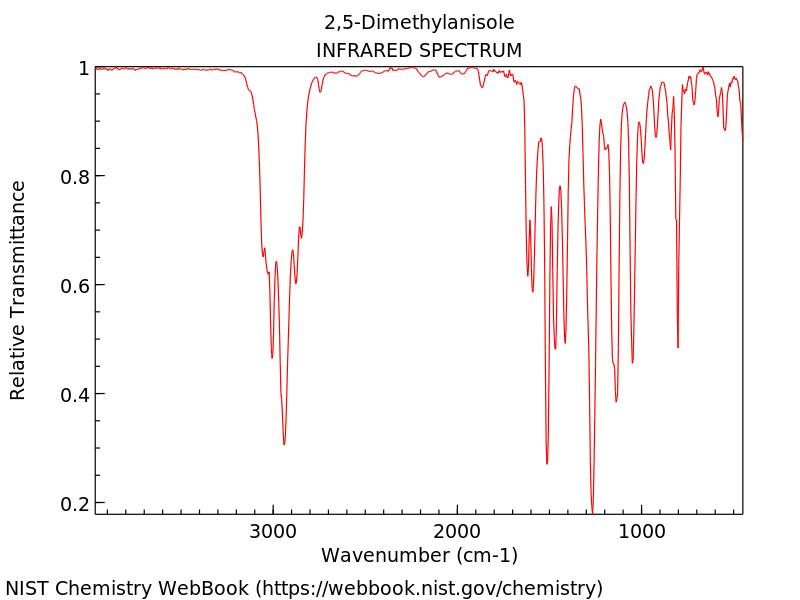 2,5-Dimethylanisole
INFRARED SPECTRUM
1
0.8
0.6
0.4
0.2
Relative Transmittance
3000 2000 1000
Wavenumber (cm-1)
NIST Chemistry WebBook (https://webbook.nist.gov/chemistry)